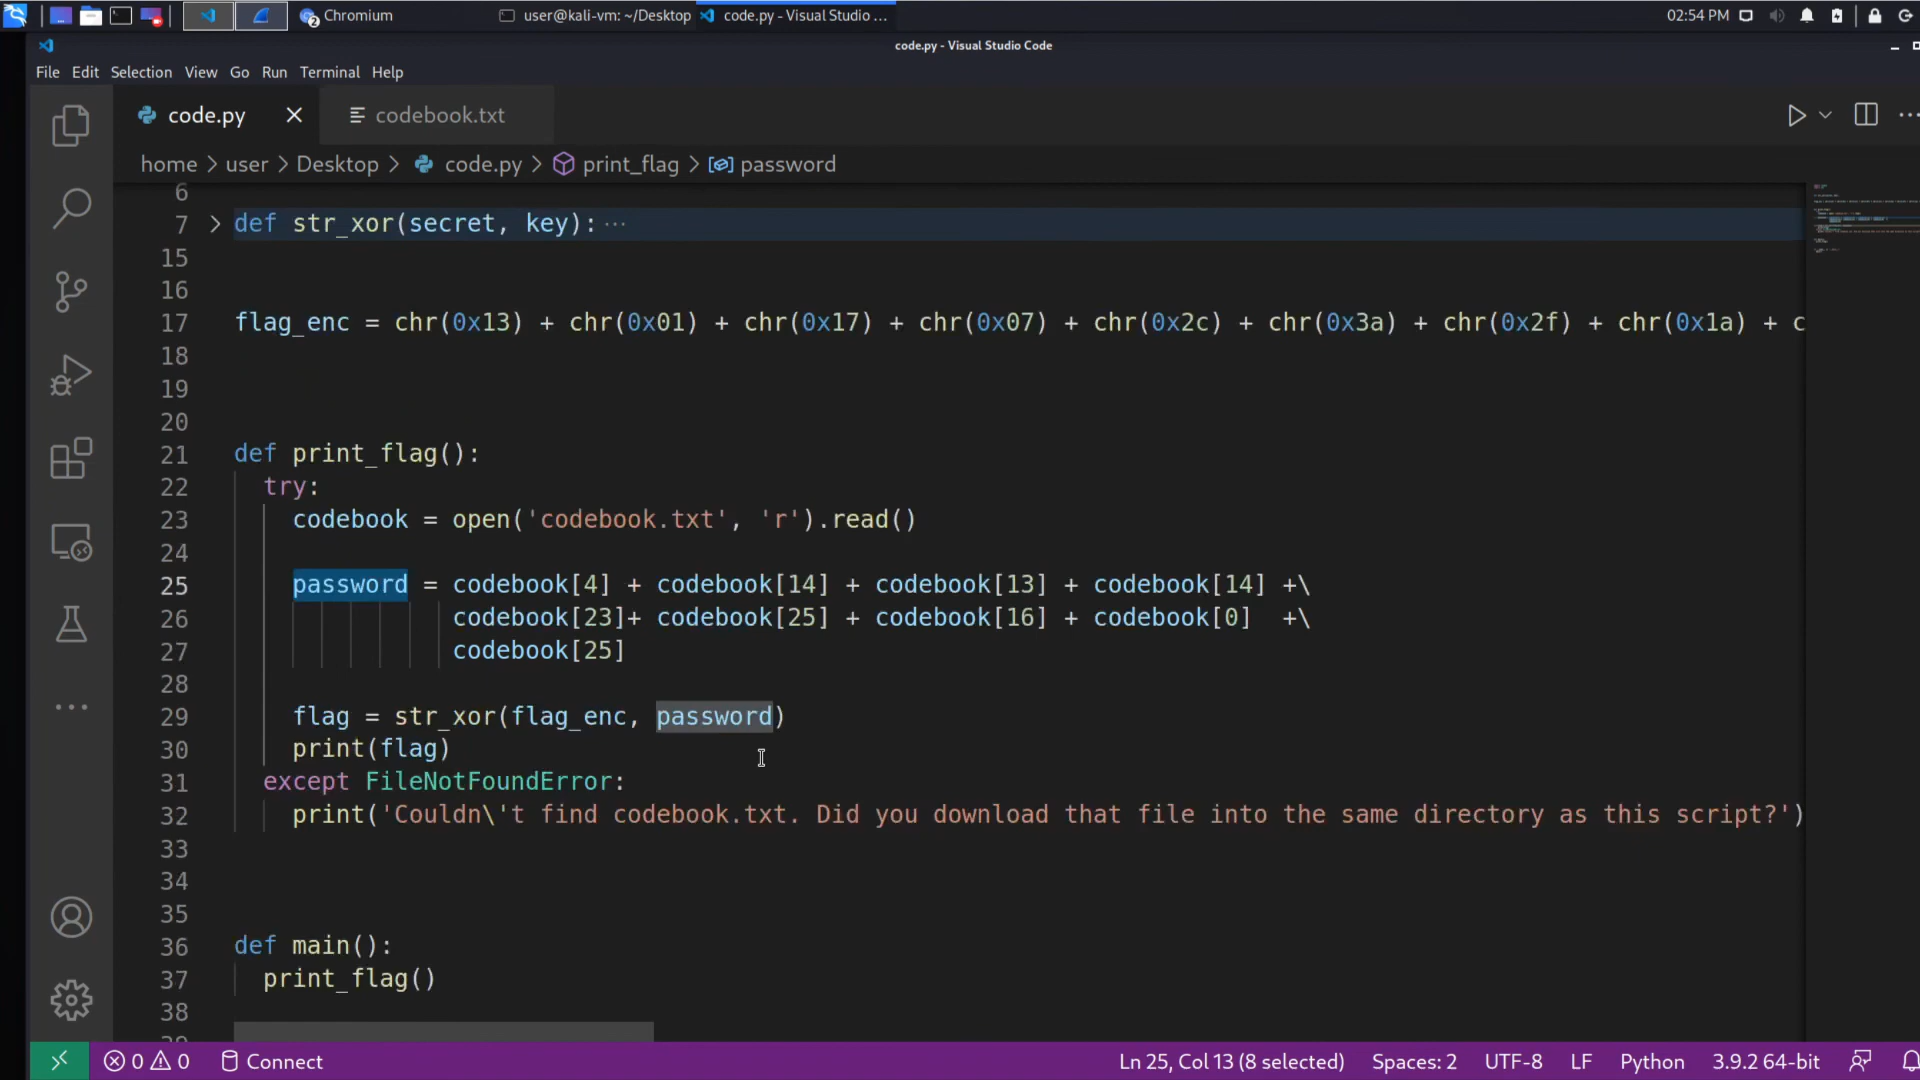 2 Chromium user@kali-vm: ~/Desktop code.py - Visual Studio ... 02:54 PM
code.py - Visual Studio Code
File Edit Selection View Go Run Terminal Help
code.py codebook.txt
home > user > Desktop > code.py > print_flag > password
6
7 def str_xor(secret, key): ...
15
16
17 flag_enc = chr(0x13) + chr(0x01) + chr(0x17) + chr(0x07) + chr(0x2c) + chr(0x3a) + chr(0x2f) + chr(0x1a) + c
18
19
20
21 def print_flag():
22 try:
23 codebook = open('codebook.txt', 'r').read()
24
25 password = codebook[4] + codebook[14] + codebook[13] + codebook[14] +\
26 codebook[23]+ codebook[25] + codebook[16] + codebook[0] +\
27 codebook[25]
28
29 flag = str_xor(flag_enc, password)
30 print(flag)
31 except FileNotFoundError:
32 print('Couldn\'t find codebook.txt. Did you download that file into the same directory as this script?')
33
34
35
36 def main():
37 print_flag()
38
0 0 Connect Ln 25, Col 13 (8 selected) Spaces: 2 UTF-8 LF Python 3.9.2 64-bit